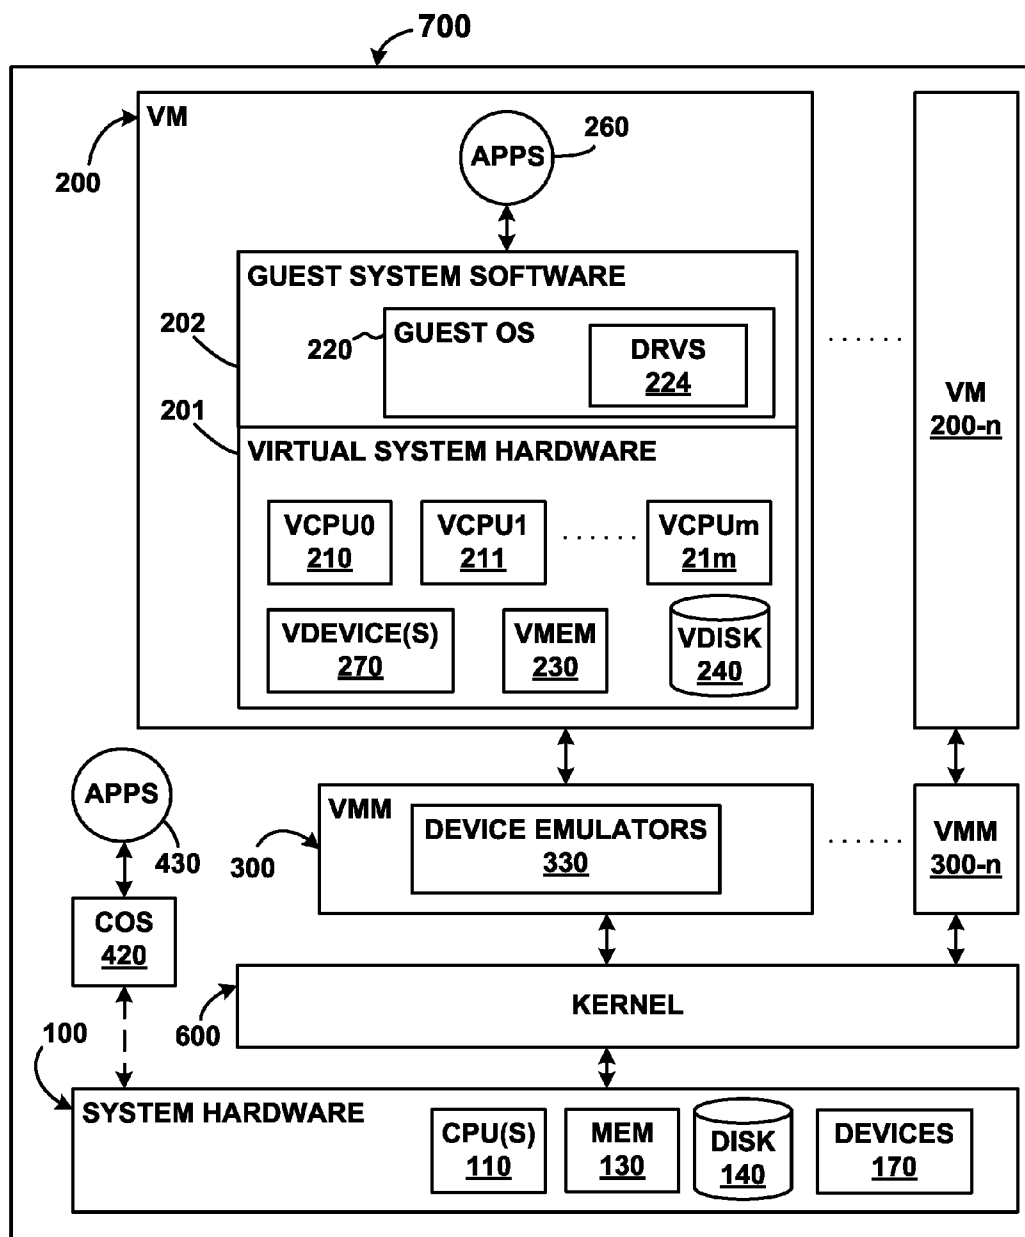 700
VM
200
APPS
260
GUEST SYSTEM SOFTWARE
202
220
GUEST OS
DRVS
224
201
VIRTUAL SYSTEM HARDWARE
VM
200-n
VCPU0
210
VCPU1
211
VCPUm
21m
VDEVICE(S)
270
VMEM
230
VDISK
240
APPS
430
VMM
300
DEVICE EMULATORS
330
VMM
300-n
COS
420
KERNEL
600
100
SYSTEM HARDWARE
CPU(S)
110
MEM
130
DISK
140
DEVICES
170